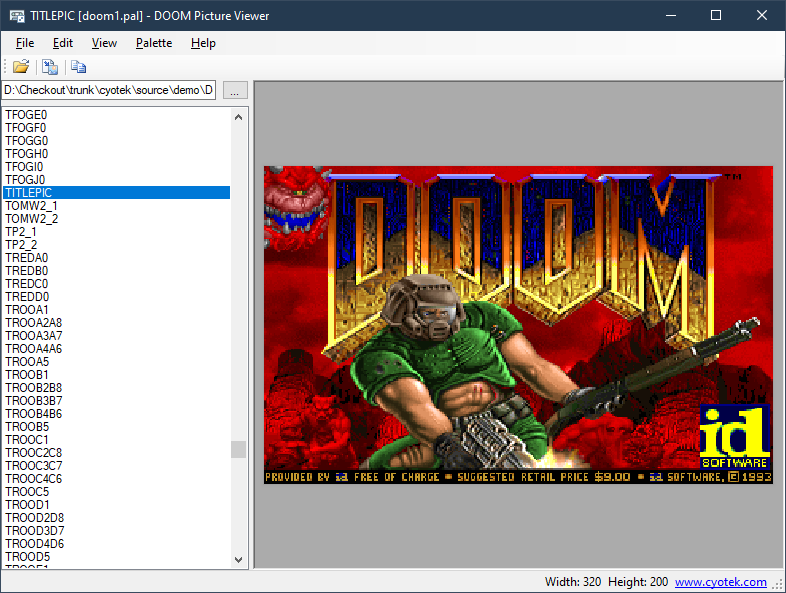 TITLEPIC [doom1.pal] - DOOM Picture Viewer
File Edit View Palette Help
D:\Checkout\trunk\cyotek\source\demo\D
...
TFOGE0
TFOGF0
TFOGG0
TFOGH0
TFOGI0
TFOGJ0
TITLEPIC
TOMW2_1
TOMW2_2
TP2_1
TP2_2
TREDA0
TREDB0
TREDC0
TREDD0
TROOA1
TROOA2A8
TROOA3A7
TROOA4A6
TROOA5
TROOB1
TROOB2B8
TROOB3B7
TROOB4B6
TROOB5
TROOC1
TROOC2C8
TROOC3C7
TROOC4C6
TROOC5
TROOD1
TROOD2D8
TROOD3D7
TROOD4D6
TROOD5
DOOM TM
id
SOFTWARE
PROVIDED BY id FREE OF CHARGE * SUGGESTED RETAIL PRICE $9.00 * id SOFTWARE, © 1993
Width: 320 Height: 200 www.cyotek.com